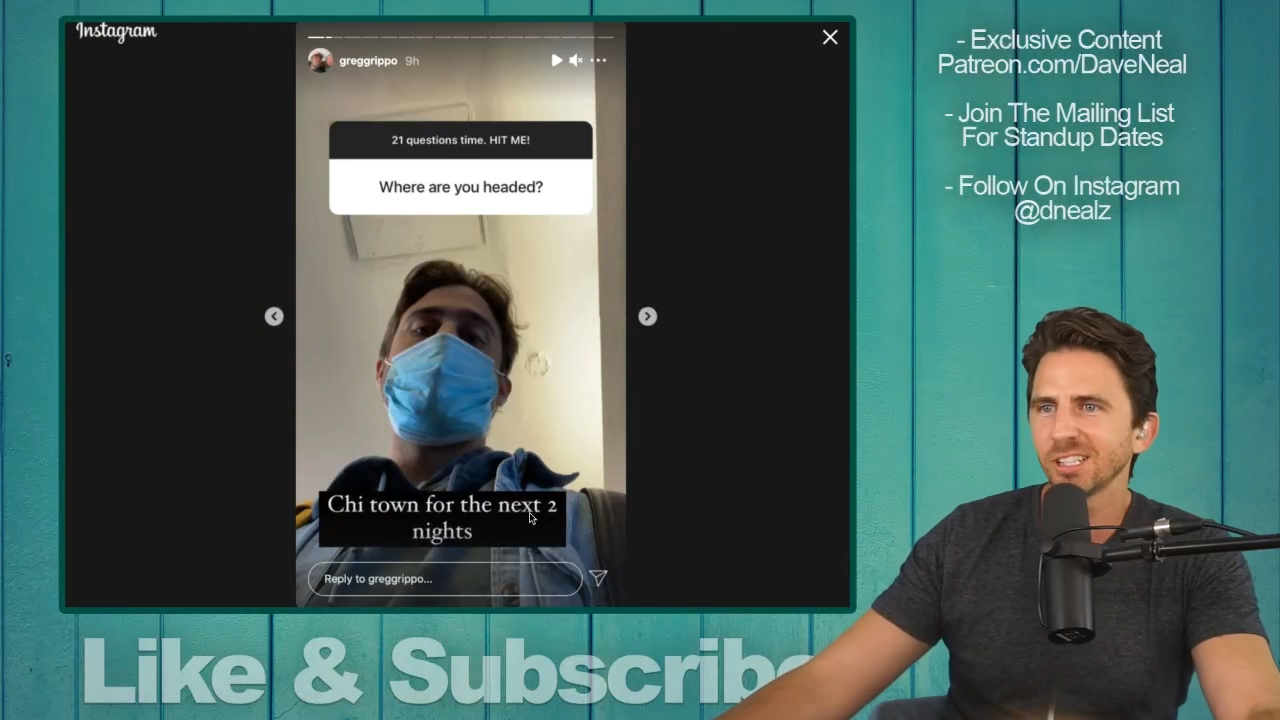 Instagram
greggrippo 9h
21 questions time. HIT ME!
Where are you headed?
Chi town for the next 2
nights
Reply to greggrippo...
- Exclusive Content
Patreon.com/DaveNeal
- Join The Mailing List
For Standup Dates
- Follow On Instagram
@dnealz
Like & Subscribe